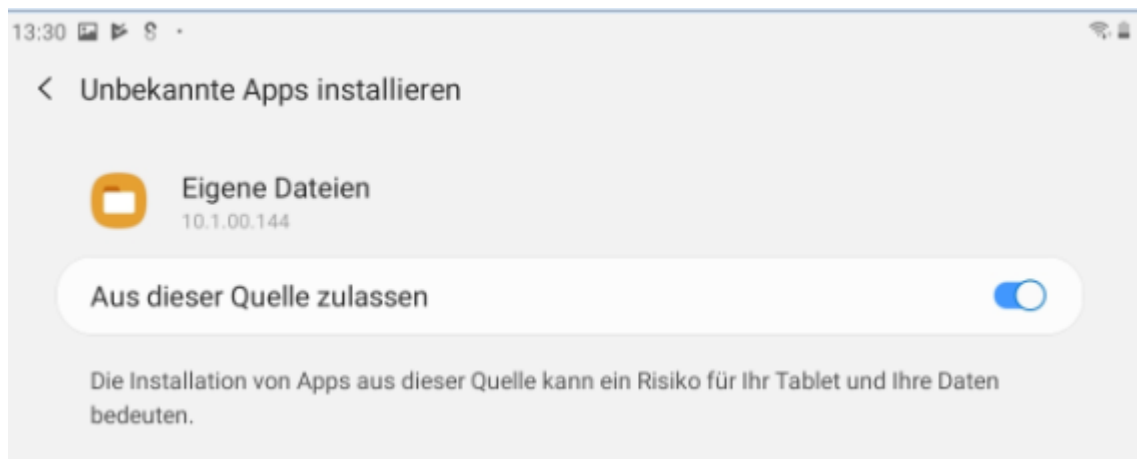 13:30
Unbekannte Apps installieren
Eigene Dateien
10.1.00.144
Aus dieser Quelle zulassen
Die Installation von Apps aus dieser Quelle kann ein Risiko für Ihr Tablet und Ihre Daten
bedeuten.